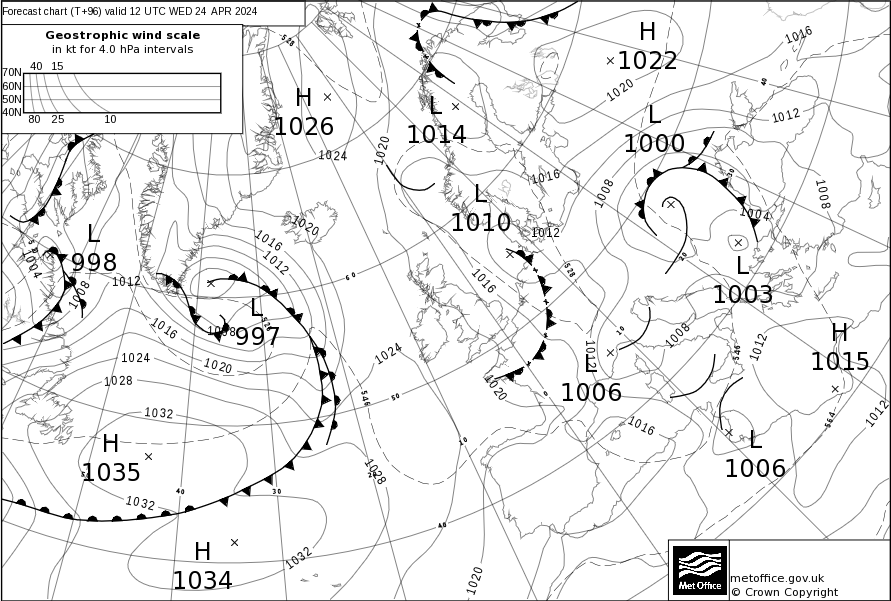 Forecast chart (T+96) valid 12 UTC WED 24 APR 2024
Geostrophic wind scale
in kt for 4.0 hPa intervals
40 15
70N
60N
50N
40N
80 25 10
528
H
1026
1024
1020
L
1014
H
1022
1020
1016
40
1012
L
1000
1008
1008
1004
L
1003
30
20
1016
1012
L
1010
528
1016
L
998
1004
1008
1012
1016
1020
1016
1012
L
997
1008
60
1020
1024
1028
1032
1016
1024
50
546
H
1035
50
1032
40
30
H
1034
1032
1028
20
10
40
1020
1020
0
10
1012
L
1006
1008
1016
546
1012
H
1015
564
1012
L
1006
Met Office
metoffice.gov.uk
© Crown Copyright